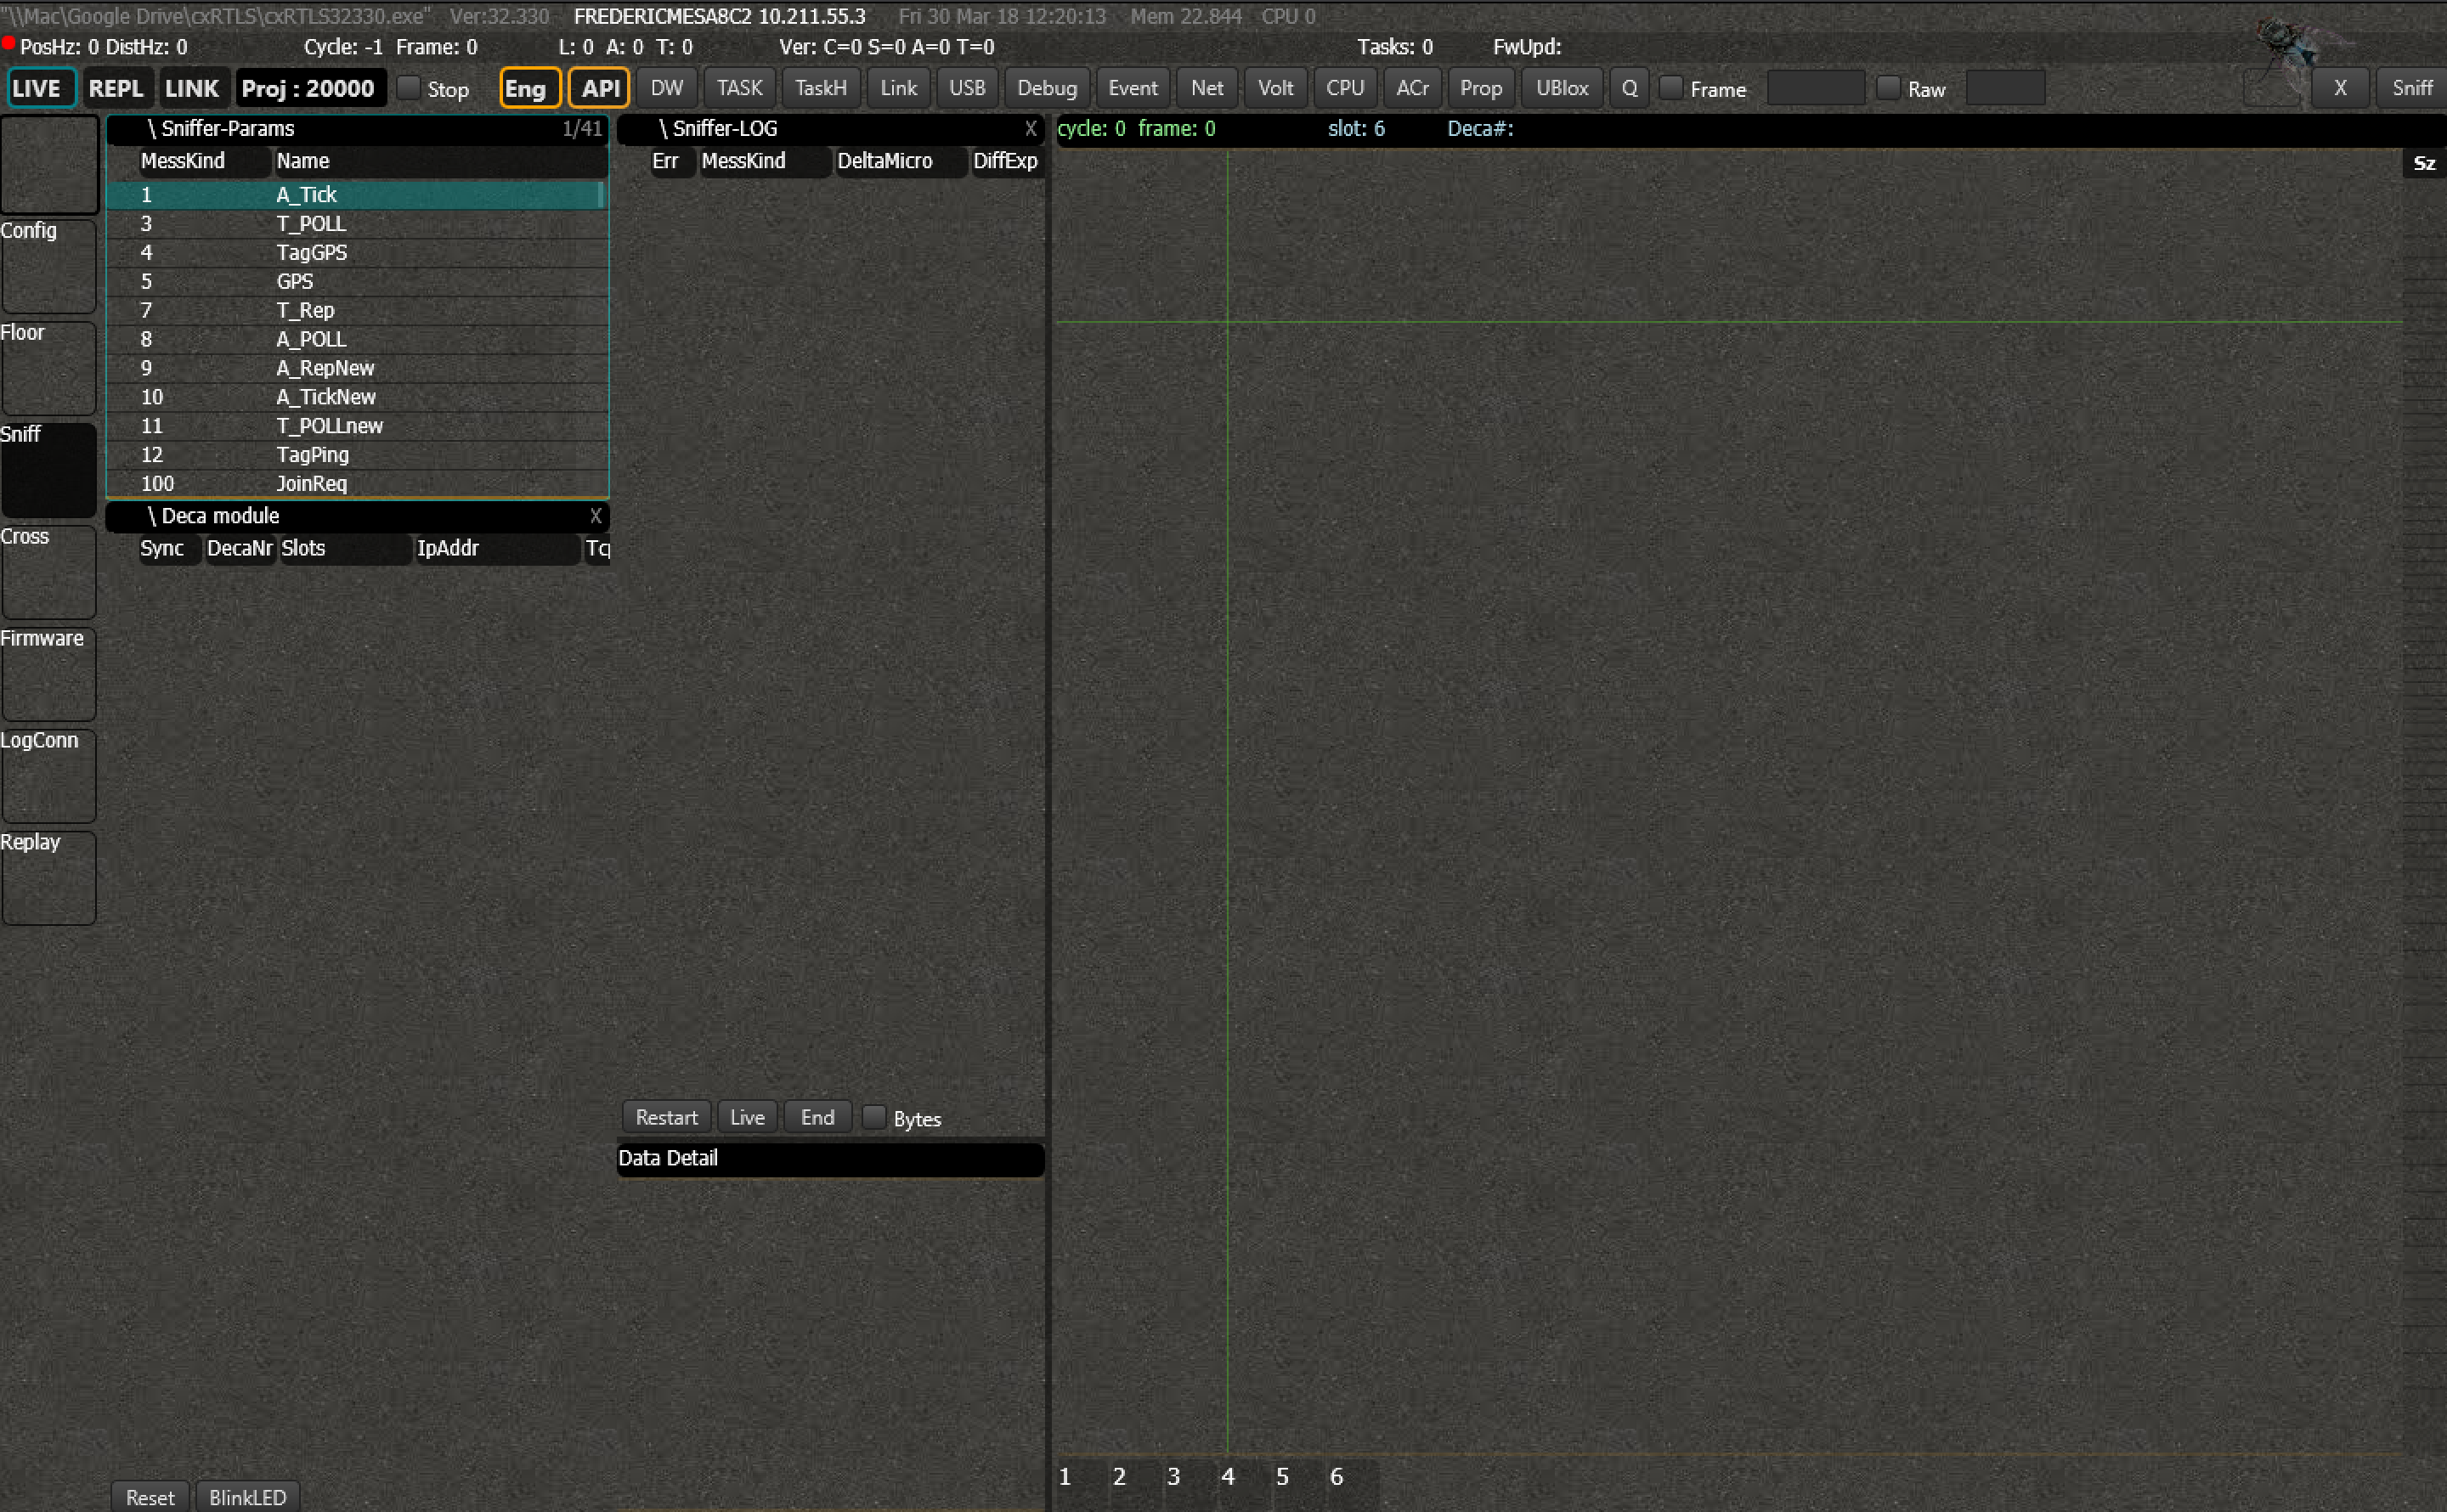 "\\Mac\Google Drive\cxRTLS\cxRTLS32330.exe" Ver:32.330 FREDERICMESA8C2 10.211.55.3 Fri 30 Mar 18 12:20:13 Mem 22.844 CPU 0
PosHz: 0 DistHz: 0 Cycle: -1 Frame: 0 L: 0 A: 0 T: 0 Ver: C=0 S=0 A=0 T=0 Tasks: 0 FwUpd:
LIVE REPL LINK Proj : 20000 Stop Eng API DW TASK TaskH Link USB Debug Event Net Volt CPU ACr Prop UBlox Q Frame Raw X Sniff
\ Sniffer-Params 1/41
MessKind Name
1 A_Tick
3 T_POLL
4 TagGPS
5 GPS
7 T_Rep
8 A_POLL
9 A_RepNew
10 A_TickNew
11 T_POLLnew
12 TagPing
100 JoinReq
\ Deca module X
Sync DecaNr Slots IpAddr Tc
\ Sniffer-LOG X
Err MessKind DeltaMicro DiffExp
cycle: 0 frame: 0 slot: 6 Deca#:
Sz
Config
Floor
Sniff
Cross
Firmware
LogConn
Replay
Restart Live End Bytes
Data Detail
1 2 3 4 5 6
Reset BlinkLED